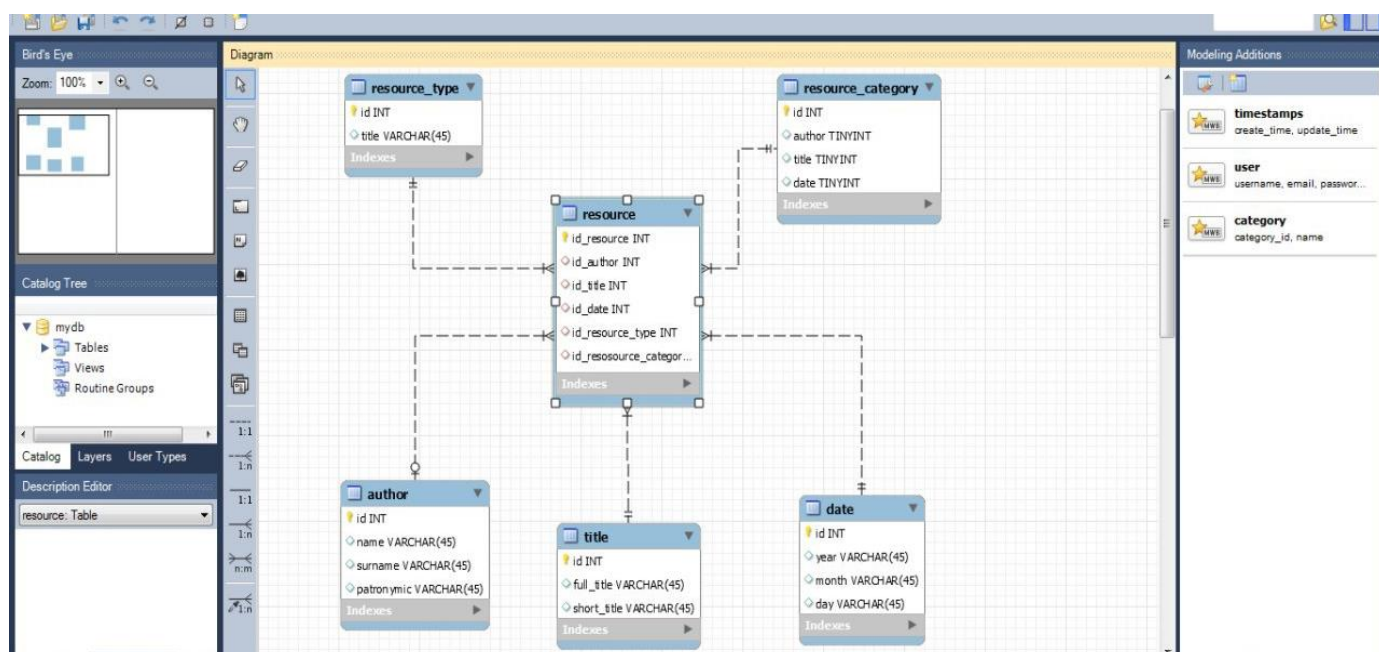 Bird's Eye
Zoom: 100%
Catalog Tree
mydb
Tables
Views
Routine Groups
Catalog Layers User Types
Description Editor
resource: Table
Diagram
1:1
1:n
1:1
1:n
n:m
1:n
resource_type
id INT
title VARCHAR(45)
Indexes
resource_category
id INT
author TINYINT
title TINYINT
date TINYINT
Indexes
resource
id_resource INT
id_author INT
id_title INT
id_date INT
id_resource_type INT
id_resosource_categor...
Indexes
author
id INT
name VARCHAR(45)
surname VARCHAR(45)
patronymic VARCHAR(45)
Indexes
title
id INT
full_title VARCHAR(45)
short_title VARCHAR(45)
Indexes
date
id INT
year VARCHAR(45)
month VARCHAR(45)
day VARCHAR(45)
Indexes
Modeling Additions
MWB
timestamps
create_time, update_time
MWB
user
username, email, passwor...
MWB
category
category_id, name